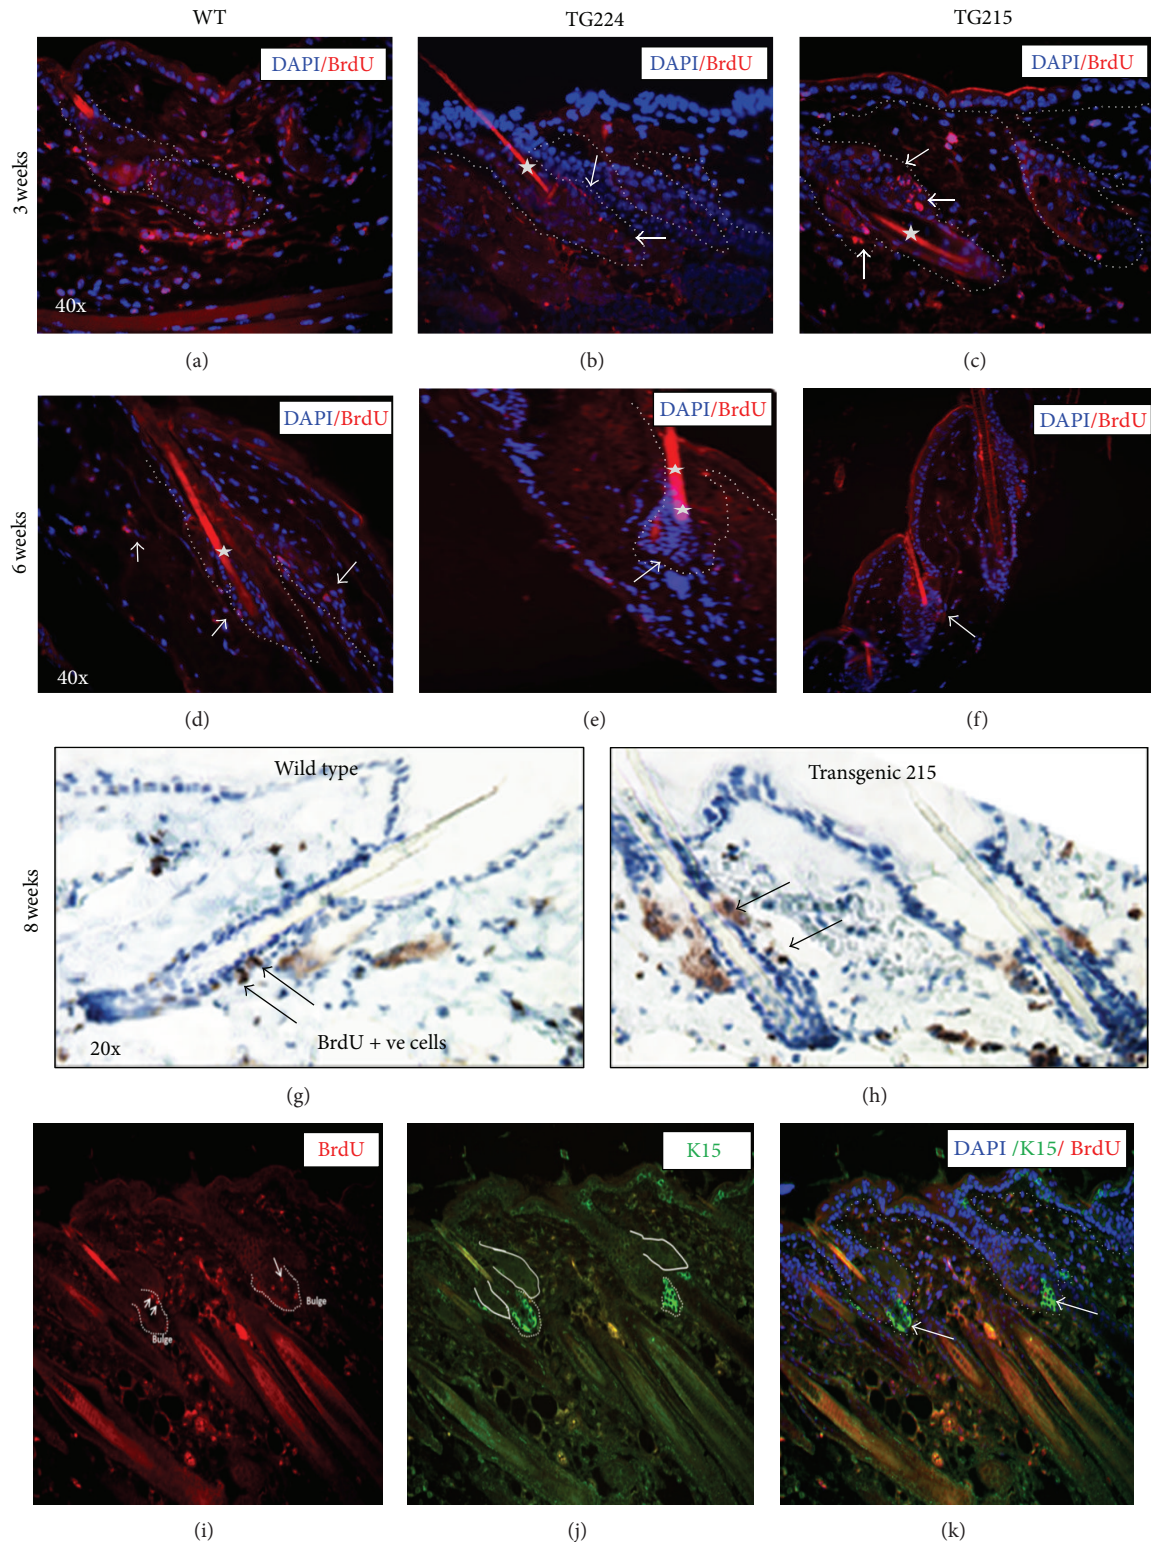 WT TG224 TG215
3 weeks
DAPI/BrdU DAPI/BrdU DAPI/BrdU
40x
(a) (b) (c)
6 weeks
DAPI/BrdU DAPI/BrdU DAPI/BrdU
40x
(d) (e) (f)
8 weeks
Wild type Transgenic 215
BrdU + ve cells
20x
(g) (h)
BrdU K15 DAPI /K15/ BrdU
Bulge
Bulge
(i) (j) (k)